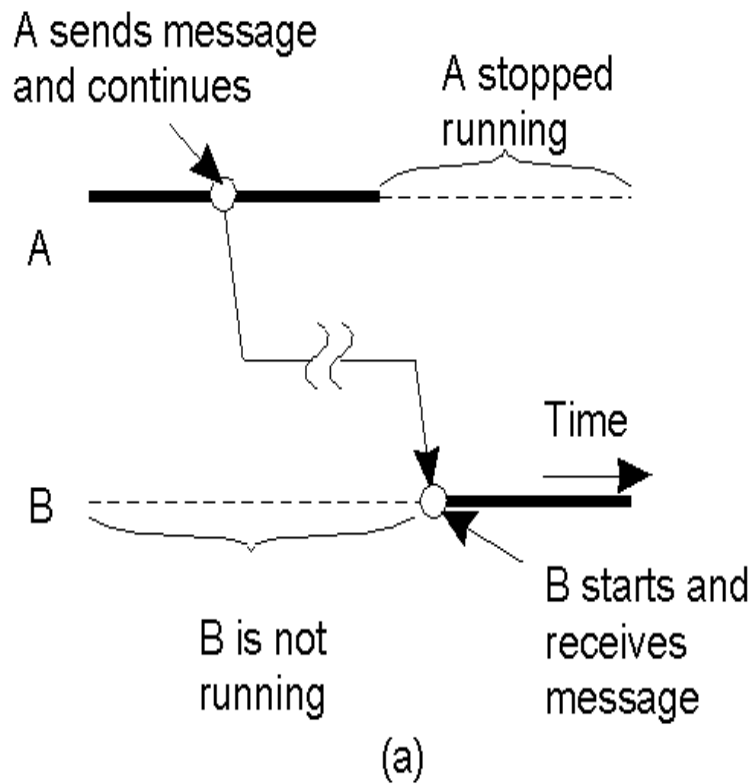 A sends message
and continues
A stopped
running
A
Time
B
B is not
running
B starts and
receives
message
(a)